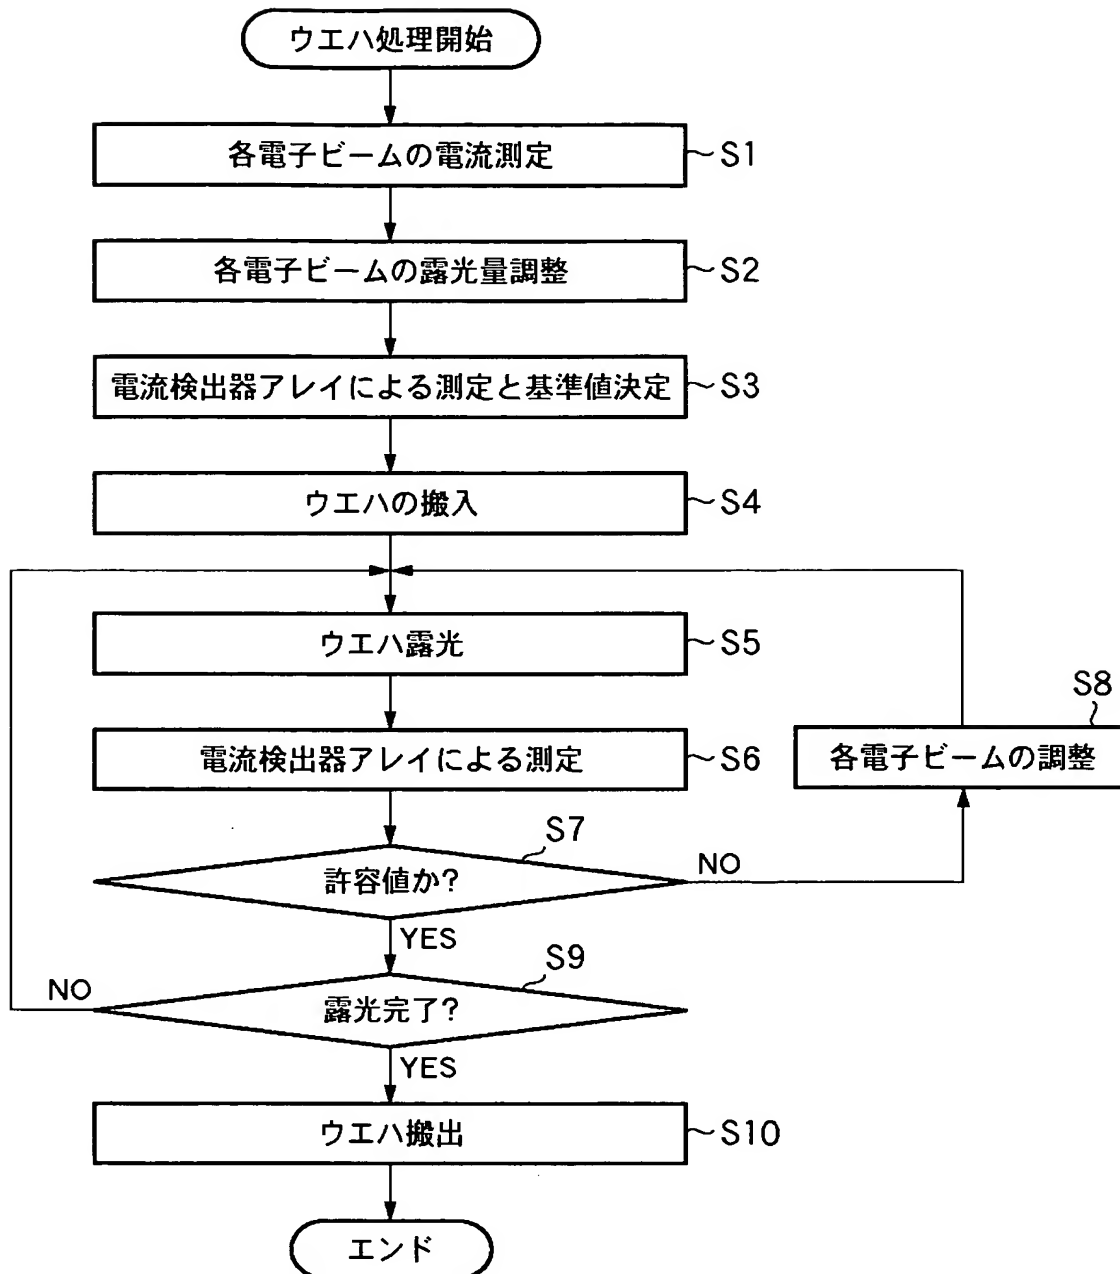 ウエハ処理開始
各電子ビームの電流測定
S1
各電子ビームの露光量調整
S2
電流検出器アレイによる測定と基準値決定
S3
ウエハの搬入
S4
ウエハ露光
S5
電流検出器アレイによる測定
S6
S8
各電子ビームの調整
S7
許容値か?
NO
YES
S9
露光完了?
NO
YES
ウエハ搬出
S10
エンド